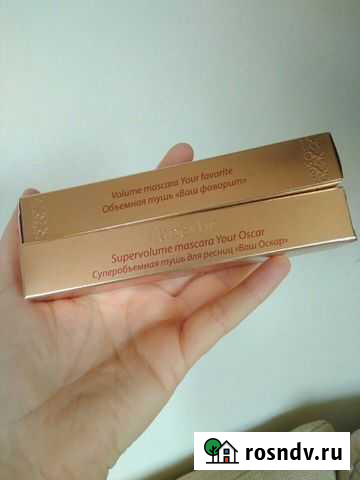 Volume mascara Your favorite
Объемная тушь «Ваш фаворит»
Supervolume mascara Your Oscar
Суперобъемная тушь для ресниц «Ваш Оскар»
rosndv.ru